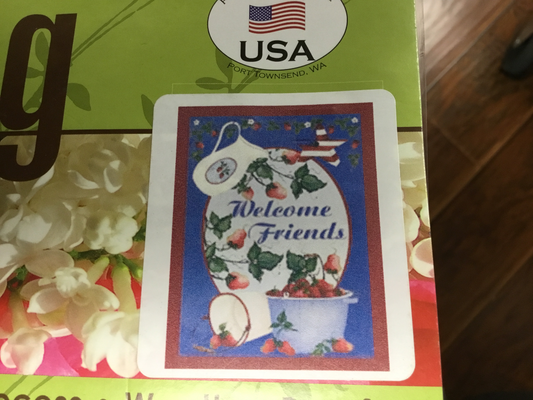 g
USA
PORT TOWNSEND, WA
Welcome
Friends